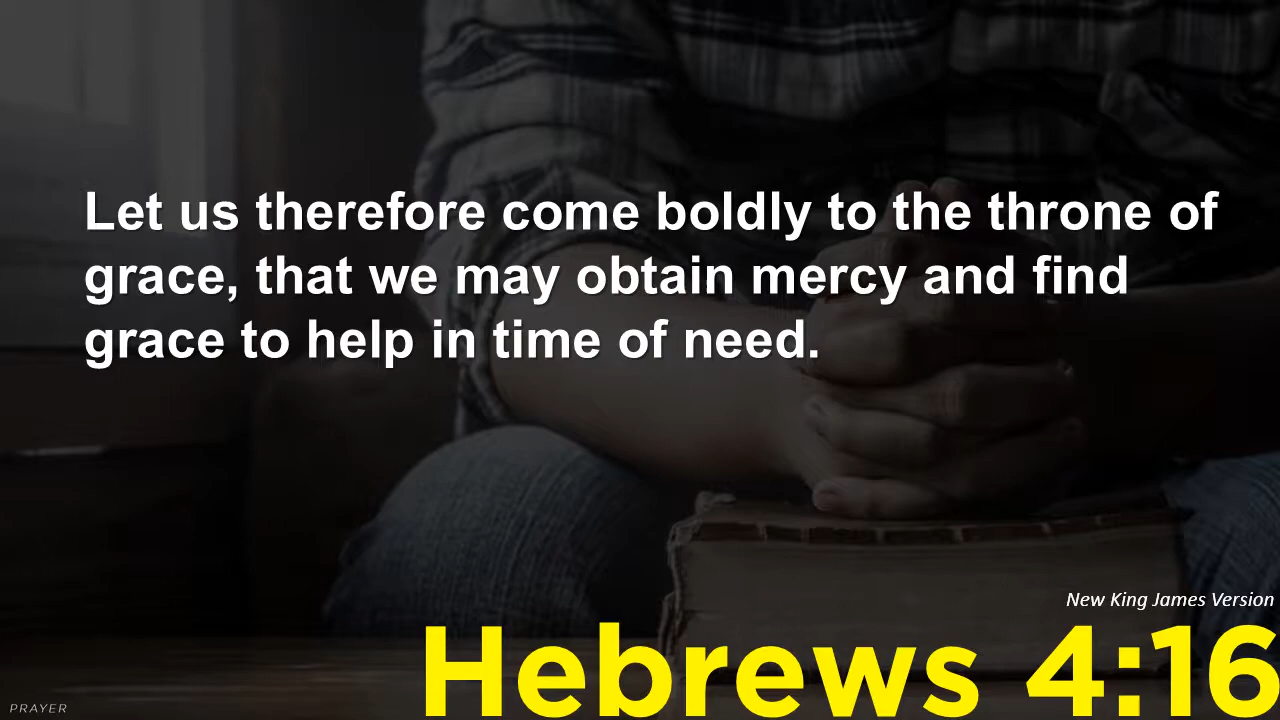 Let us therefore come boldly to the throne of
grace, that we may obtain mercy and find
grace to help in time of need.
New King James Version
Hebrews 4:16
PRAYER